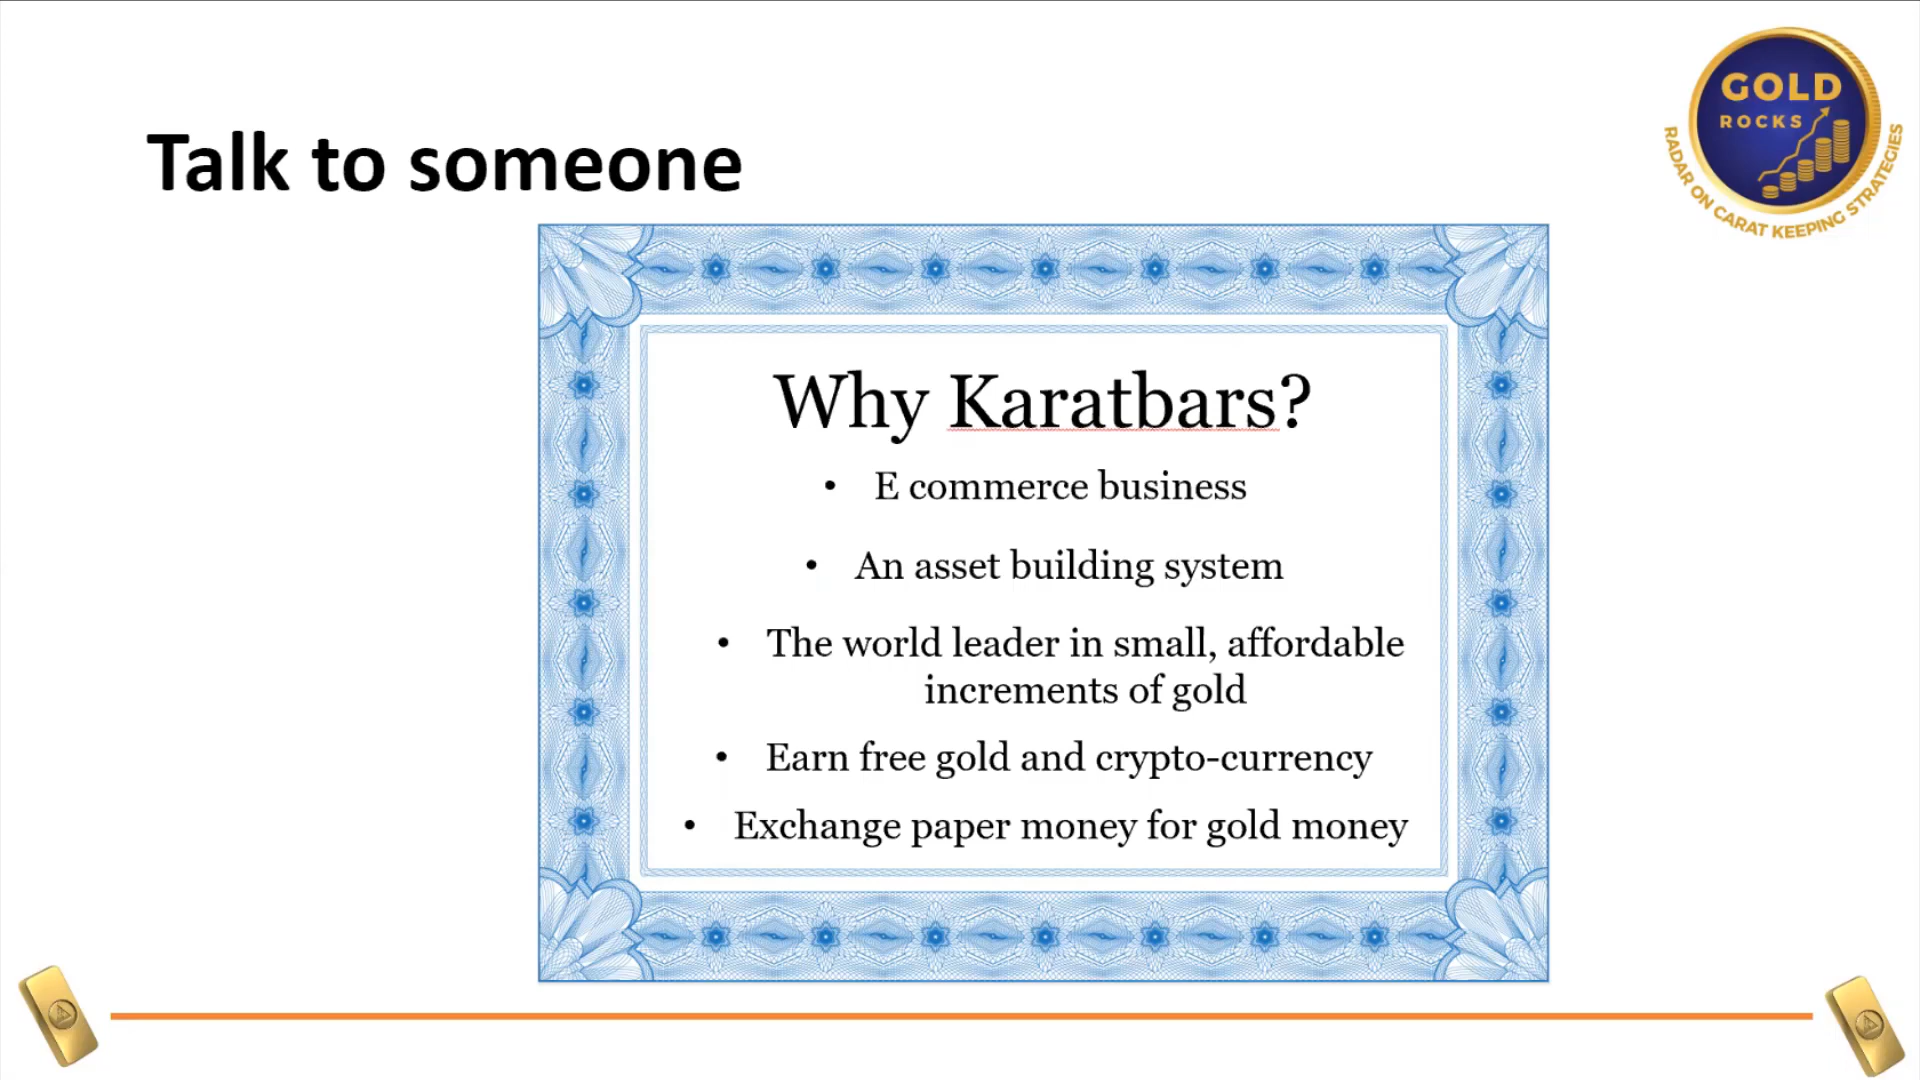 Talk to someone
GOLD
ROCKS
RADAR ON CARAT KEEPING STRATEGIES
Why Karatbars?
• E commerce business
• An asset building system
• The world leader in small, affordable
increments of gold
• Earn free gold and crypto-currency
• Exchange paper money for gold money